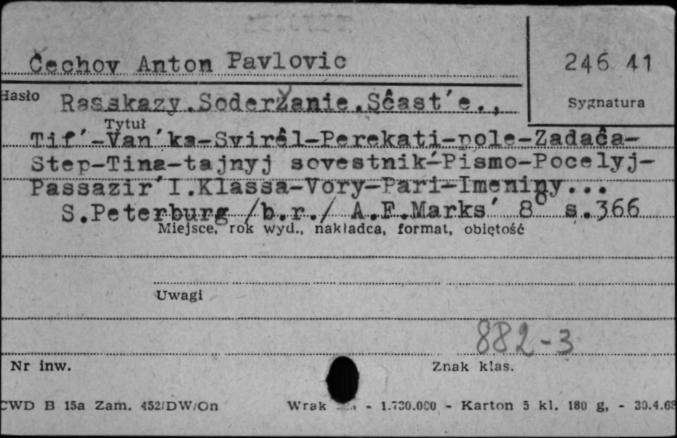 Čechov Anton Pavlovic
246 41
Hasło
Sygnatura
Rasskazy.Soderžanie.Sčast´e.,
Tytuł
Tif´-Van´ka-Svirêl-Perekati-pole-Zadača-
Step-Tina-tajnyj sovestnik-Pismo-Pocelyj-
Passazir´I.Klassa-Vory-Pari-Imeniny...
S.Peterburg /b.r./ A.F.Marks´ 8° s.366
Miejsce, rok wyd., nakładca, format, objętość
Uwagi
882-3
Nr inw.
Znak klas.
CWD B 15a Zam. 452/DW/On
Wrak - 1.700.000 - Karton 5 kl. 180 g, - 30.4.68